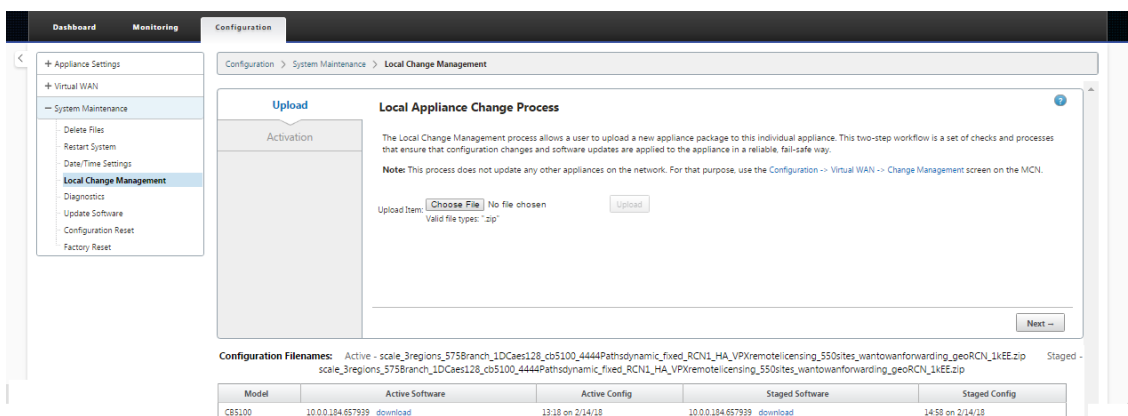 Dashboard Monitoring Configuration
+ Appliance Settings
+ Virtual WAN
− System Maintenance
Delete Files
Restart System
Date/Time Settings
Local Change Management
Diagnostics
Update Software
Configuration Reset
Factory Reset
Configuration > System Maintenance > Local Change Management
Upload
Activation
Local Appliance Change Process
?
The Local Change Management process allows a user to upload a new appliance package to this individual appliance. This two-step workflow is a set of checks and processes
that ensure that configuration changes and software updates are applied to the appliance in a reliable, fail-safe way.
Note: This process does not update any other appliances on the network. For that purpose, use the Configuration -> Virtual WAN -> Change Management screen on the MCN.
Upload Item: Choose File No file chosen Upload
Valid file types: ".zip"
Next →
Configuration Filenames: Active - scale_3regions_575Branch_1DCaes128_cb5100_4444Pathsdynamic_fixed_RCN1_HA_VPXremotelicensing_550sites_wantowanforwarding_geoRCN_1kEE.zip Staged -
scale_3regions_575Branch_1DCaes128_cb5100_4444Pathsdynamic_fixed_RCN1_HA_VPXremotelicensing_550sites_wantowanforwarding_geoRCN_1kEE.zip
Model Active Software Active Config Staged Software Staged Config
CB5100 10.0.0.184.657939 download 13:18 on 2/14/18 10.0.0.184.657939 download 14:58 on 2/14/18